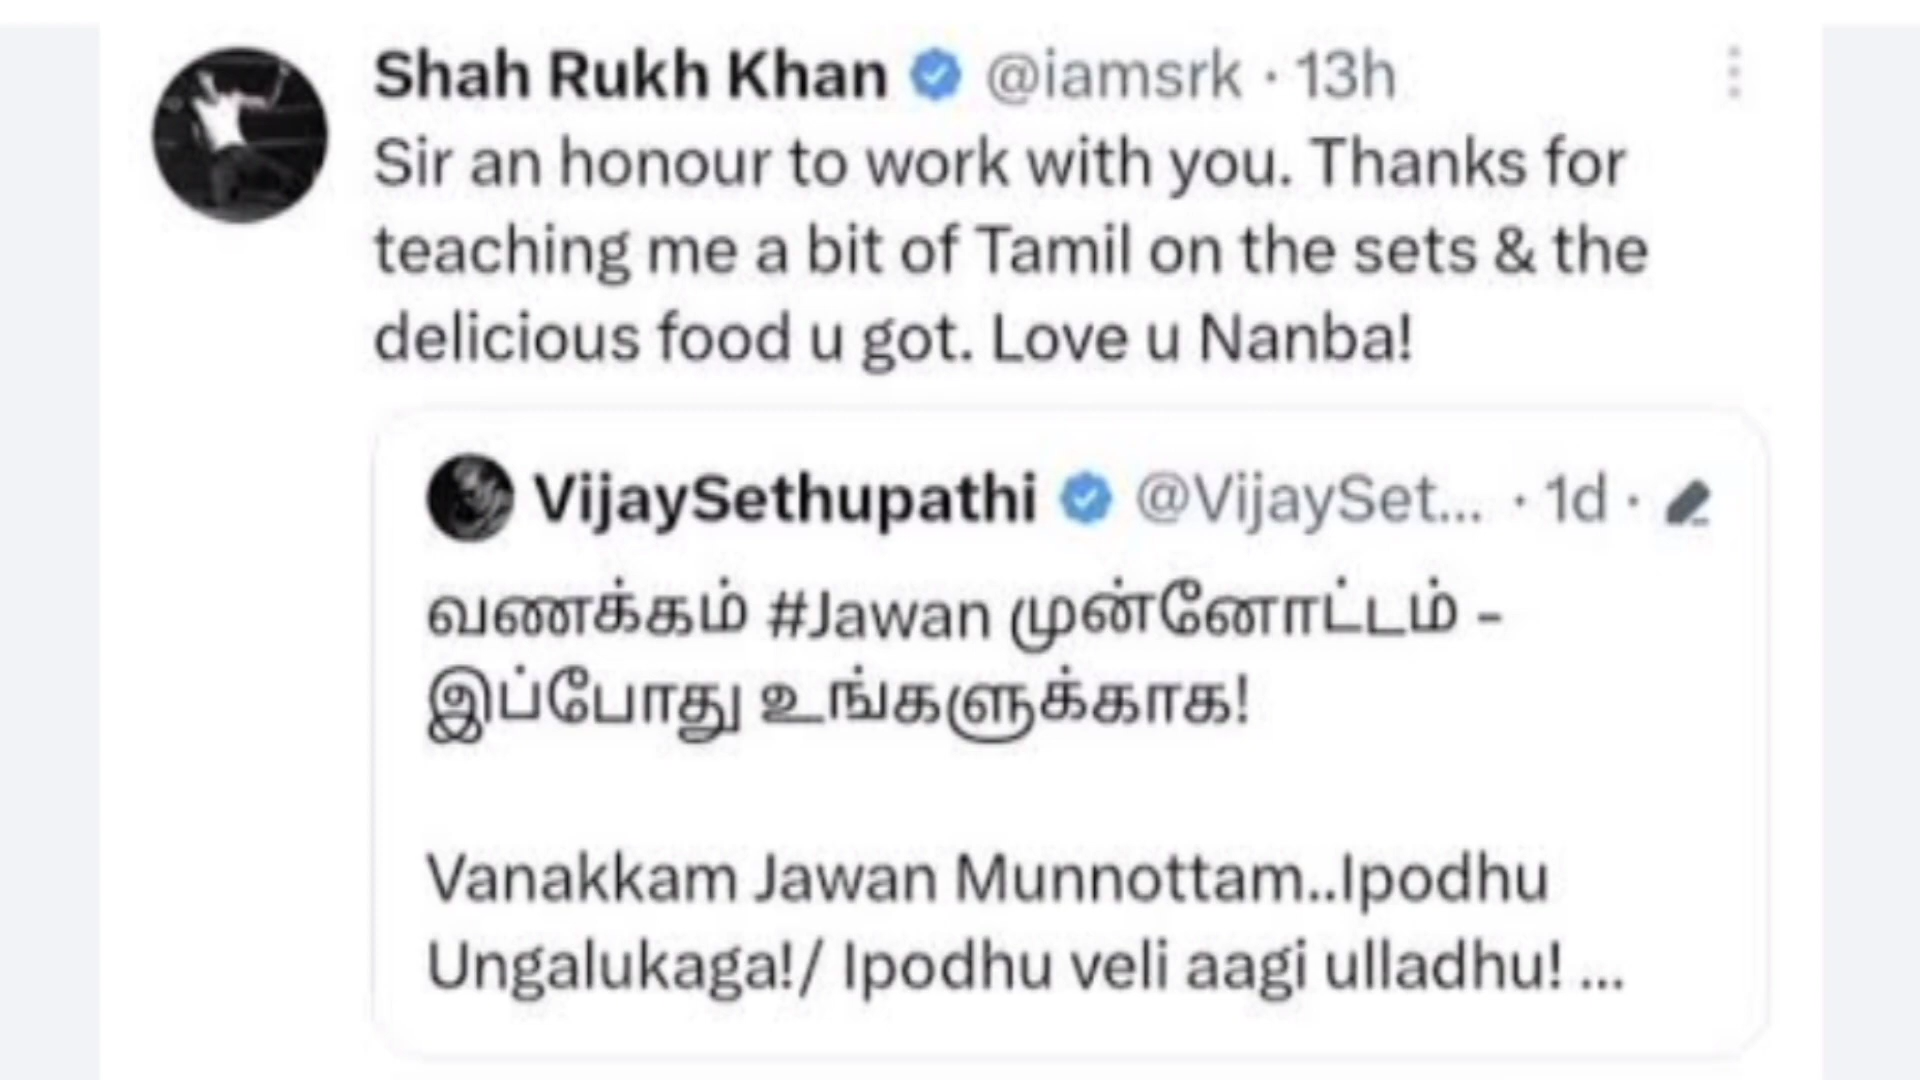 Shah Rukh Khan @iamsrk · 13h
Sir an honour to work with you. Thanks for
teaching me a bit of Tamil on the sets & the
delicious food u got. Love u Nanba!
VijaySethupathi @VijaySet... · 1d ·
வணக்கம் #Jawan முன்னோட்டம் -
இப்போது உங்களுக்காக!
Vanakkam Jawan Munnottam..Ipodhu
Ungalukaga!/ Ipodhu veli aagi ulladhu! ...